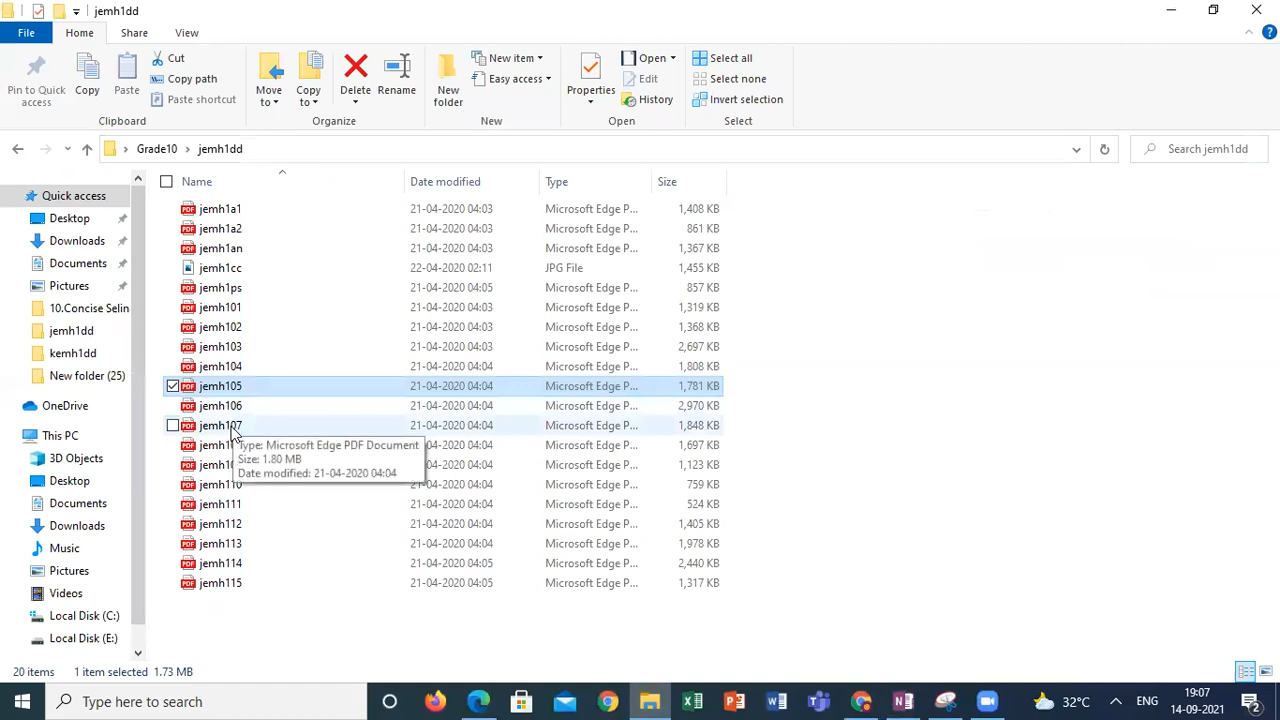 jemh1dd
File Home Share View
Pin to Quick access
Copy
Paste
Cut
Copy path
Paste shortcut
Clipboard
Move to
Copy to
Delete
Rename
Organize
New folder
New item
Easy access
New
Properties
Open
Edit
History
Open
Select all
Select none
Invert selection
Select
Grade10 jemh1dd
Search jemh1dd
Quick access
Desktop
Downloads
Documents
Pictures
10.Concise Selin
jemh1dd
kemh1dd
New folder (25)
OneDrive
This PC
3D Objects
Desktop
Documents
Downloads
Music
Pictures
Videos
Local Disk (C:)
Local Disk (E:)
Name Date modified Type Size
jemh1a1 21-04-2020 04:03 Microsoft Edge P... 1,408 KB
jemh1a2 21-04-2020 04:03 Microsoft Edge P... 861 KB
jemh1an 21-04-2020 04:03 Microsoft Edge P... 1,367 KB
jemh1cc 22-04-2020 02:11 JPG File 1,455 KB
jemh1ps 21-04-2020 04:05 Microsoft Edge P... 857 KB
jemh101 21-04-2020 04:03 Microsoft Edge P... 1,319 KB
jemh102 21-04-2020 04:03 Microsoft Edge P... 1,368 KB
jemh103 21-04-2020 04:03 Microsoft Edge P... 2,697 KB
jemh104 21-04-2020 04:04 Microsoft Edge P... 1,808 KB
jemh105 21-04-2020 04:04 Microsoft Edge P... 1,781 KB
jemh106 21-04-2020 04:04 Microsoft Edge P... 2,970 KB
jemh107 21-04-2020 04:04 Microsoft Edge P... 1,848 KB
04:04 Microsoft Edge P... 1,697 KB
04:04 Microsoft Edge P... 1,123 KB
jemh110 21-04-2020 04:04 Microsoft Edge P... 759 KB
jemh111 21-04-2020 04:04 Microsoft Edge P... 524 KB
jemh112 21-04-2020 04:04 Microsoft Edge P... 1,405 KB
jemh113 21-04-2020 04:04 Microsoft Edge P... 1,978 KB
jemh114 21-04-2020 04:05 Microsoft Edge P... 2,440 KB
jemh115 21-04-2020 04:05 Microsoft Edge P... 1,317 KB
Type: Microsoft Edge PDF Document
Size: 1.80 MB
Date modified: 21-04-2020 04:04
20 items 1 item selected 1.73 MB
Type here to search
32°C
ENG
19:07
14-09-2021
2